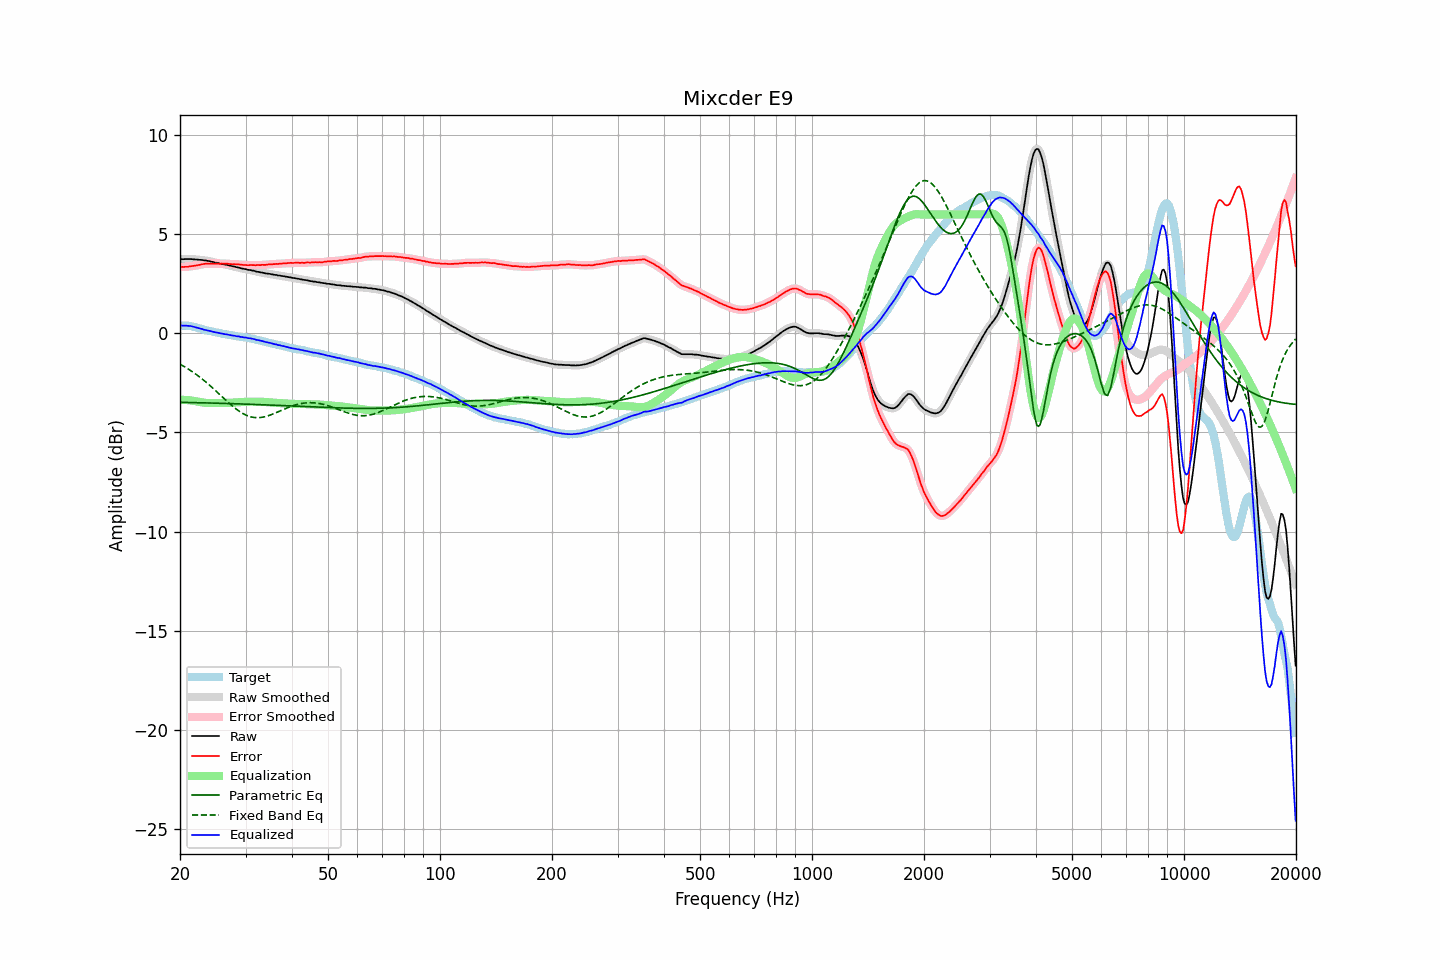 Mixcder E9
10
5
0
−5
−10
−15
−20
−25
Amplitude (dBr)
Target
Raw Smoothed
Error Smoothed
Raw
Error
Equalization
Parametric Eq
Fixed Band Eq
Equalized
20 50 100 200 500 1000 2000 5000 10000 20000
Frequency (Hz)